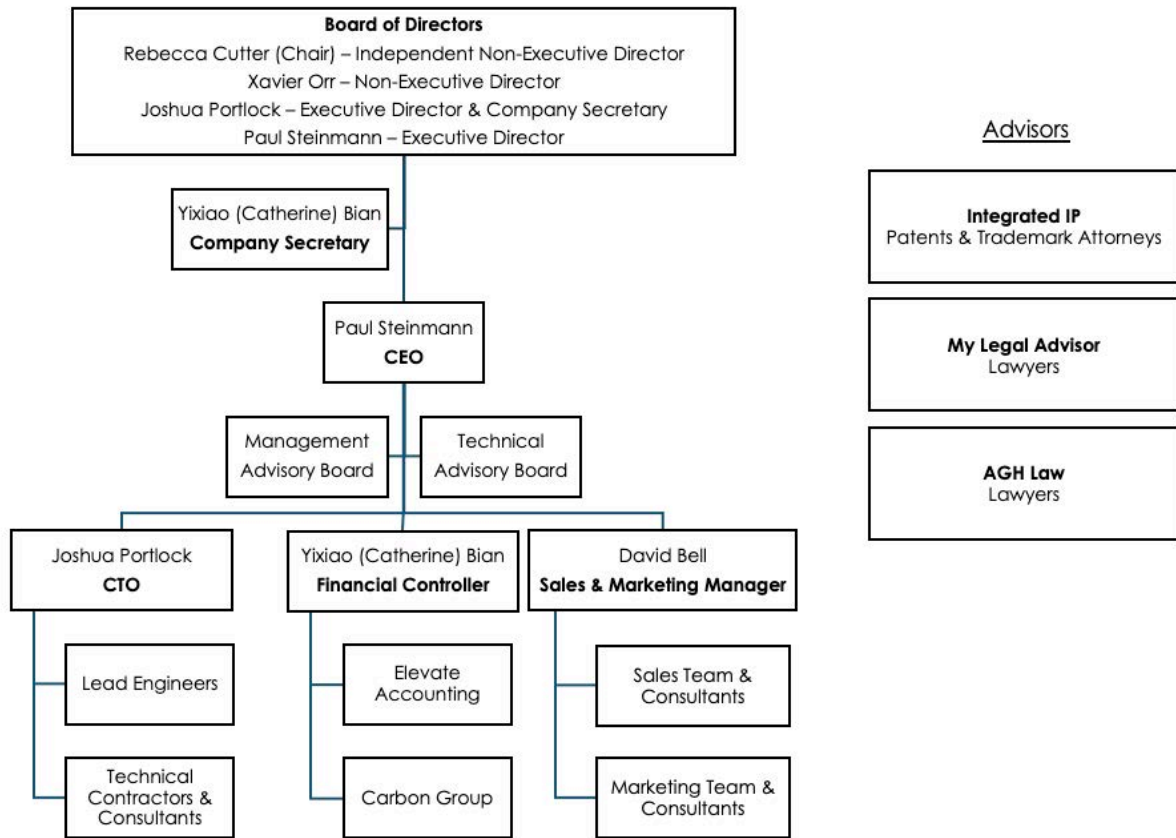 Board of Directors
Rebecca Cutter (Chair) – Independent Non-Executive Director
Xavier Orr – Non-Executive Director
Joshua Portlock – Executive Director & Company Secretary
Paul Steinmann – Executive Director
Advisors
Yixiao (Catherine) Bian
Company Secretary
Integrated IP
Patents & Trademark Attorneys
Paul Steinmann
CEO
My Legal Advisor
Lawyers
Management
Advisory Board
Technical
Advisory Board
AGH Law
Lawyers
Joshua Portlock
CTO
Yixiao (Catherine) Bian
Financial Controller
David Bell
Sales & Marketing Manager
Lead Engineers
Elevate
Accounting
Sales Team &
Consultants
Technical
Contractors &
Consultants
Carbon Group
Marketing Team &
Consultants